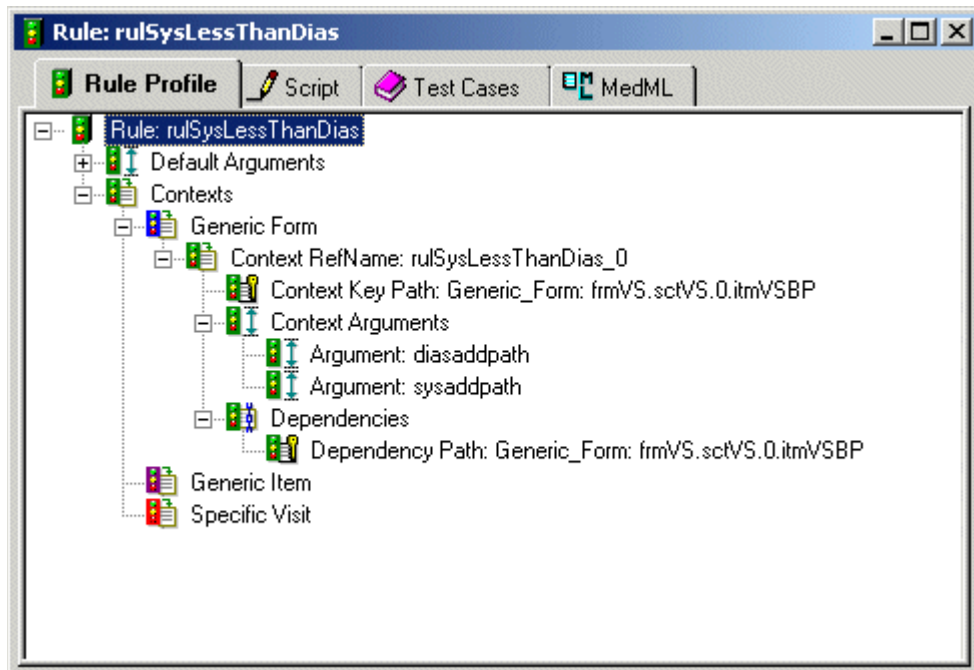 Rule: rulSysLessThanDias
Rule Profile Script Test Cases MedML
Rule: rulSysLessThanDias
Default Arguments
Contexts
Generic Form
Context RefName: rulSysLessThanDias_0
Context Key Path: Generic_Form: frmVS.sctVS.0.itmVSBP
Context Arguments
Argument: diasaddpath
Argument: sysaddpath
Dependencies
Dependency Path: Generic_Form: frmVS.sctVS.0.itmVSBP
Generic Item
Specific Visit